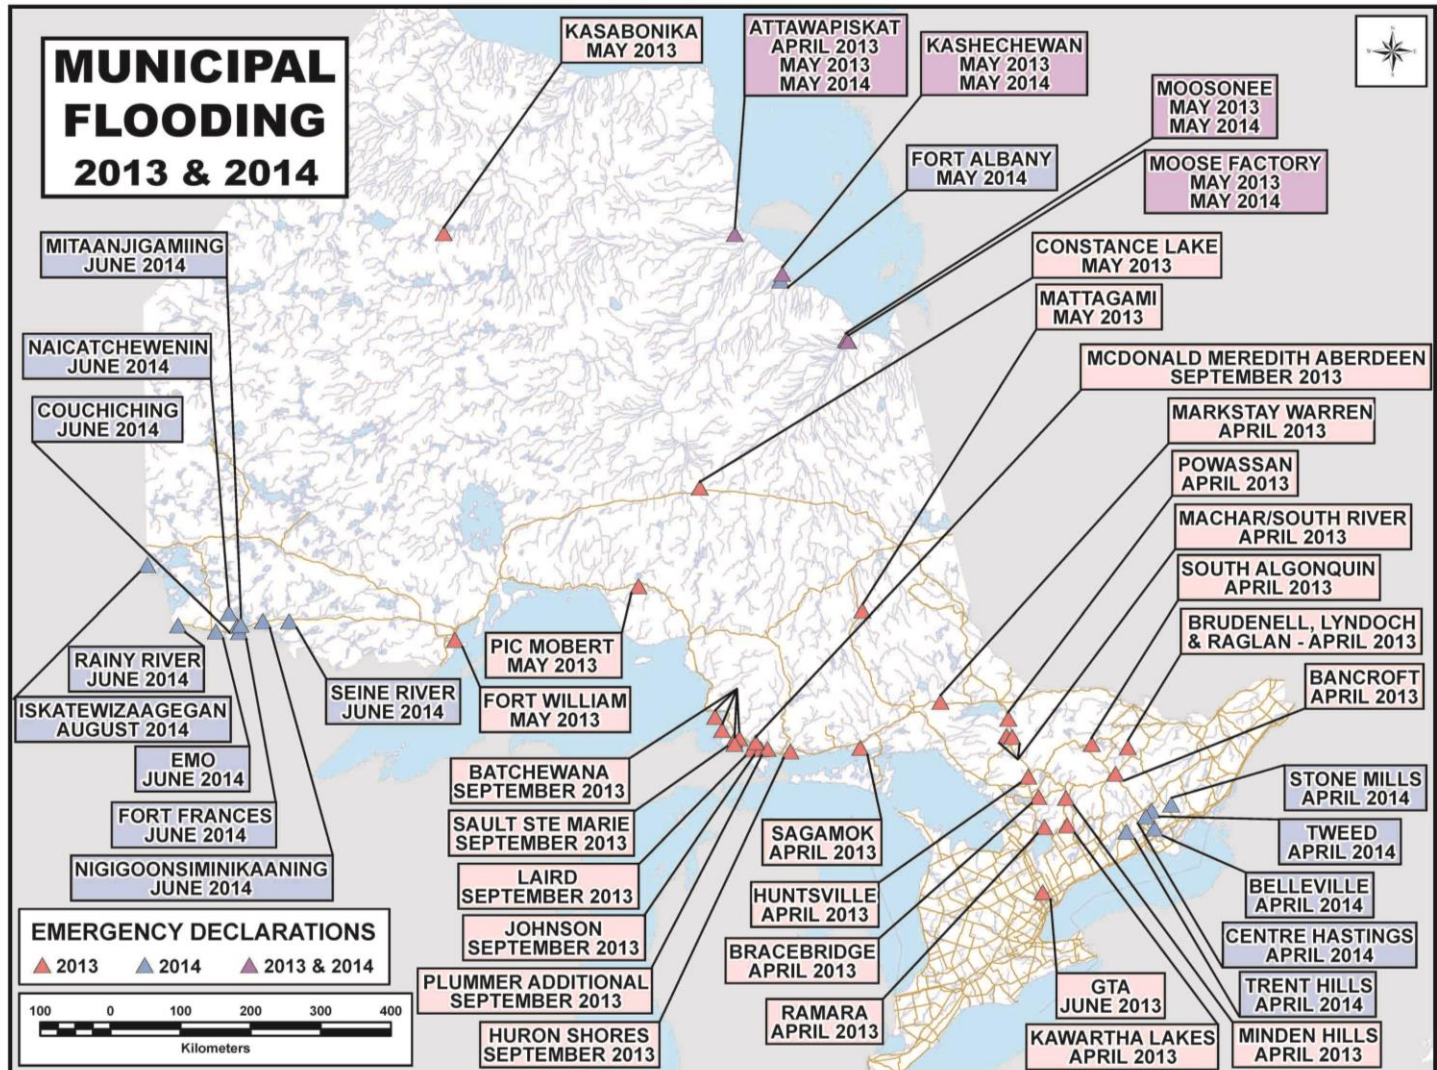 MUNICIPAL
FLOODING
2013 & 2014
KASABONIKA
MAY 2013
ATTAWAPISKAT
APRIL 2013
MAY 2013
MAY 2014
KASHECHEWAN
MAY 2013
MAY 2014
MOOSONEE
MAY 2013
MAY 2014
FORT ALBANY
MAY 2014
MOOSE FACTORY
MAY 2013
MAY 2014
CONSTANCE LAKE
MAY 2013
MATTAGAMI
MAY 2013
MCDONALD MEREDITH ABERDEEN
SEPTEMBER 2013
MARKSTAY WARREN
APRIL 2013
POWASSAN
APRIL 2013
MACHAR/SOUTH RIVER
APRIL 2013
SOUTH ALGONQUIN
APRIL 2013
BRUDENELL, LYNDOCH
& RAGLAN - APRIL 2013
BANCROFT
APRIL 2013
MITAANJIGAMIING
JUNE 2014
NAICATCHEWENIN
JUNE 2014
COUCHICHING
JUNE 2014
RAINY RIVER
JUNE 2014
ISKATEWIZAAGEGAN
AUGUST 2014
EMO
JUNE 2014
FORT FRANCES
JUNE 2014
NIGIGOONSIMINIKAANING
JUNE 2014
SEINE RIVER
JUNE 2014
PIC MOBERT
MAY 2013
FORT WILLIAM
MAY 2013
BATCHEWANA
SEPTEMBER 2013
SAULT STE MARIE
SEPTEMBER 2013
LAIRD
SEPTEMBER 2013
JOHNSON
SEPTEMBER 2013
PLUMMER ADDITIONAL
SEPTEMBER 2013
HURON SHORES
SEPTEMBER 2013
SAGAMOK
APRIL 2013
HUNTSVILLE
APRIL 2013
BRACEBRIDGE
APRIL 2013
RAMARA
APRIL 2013
GTA
JUNE 2013
KAWARTHA LAKES
APRIL 2013
STONE MILLS
APRIL 2014
TWEED
APRIL 2014
BELLEVILLE
APRIL 2014
CENTRE HASTINGS
APRIL 2014
TRENT HILLS
APRIL 2014
MINDEN HILLS
APRIL 2013
EMERGENCY DECLARATIONS
2013 2014 2013 & 2014
100 0 100 200 300 400
Kilometers